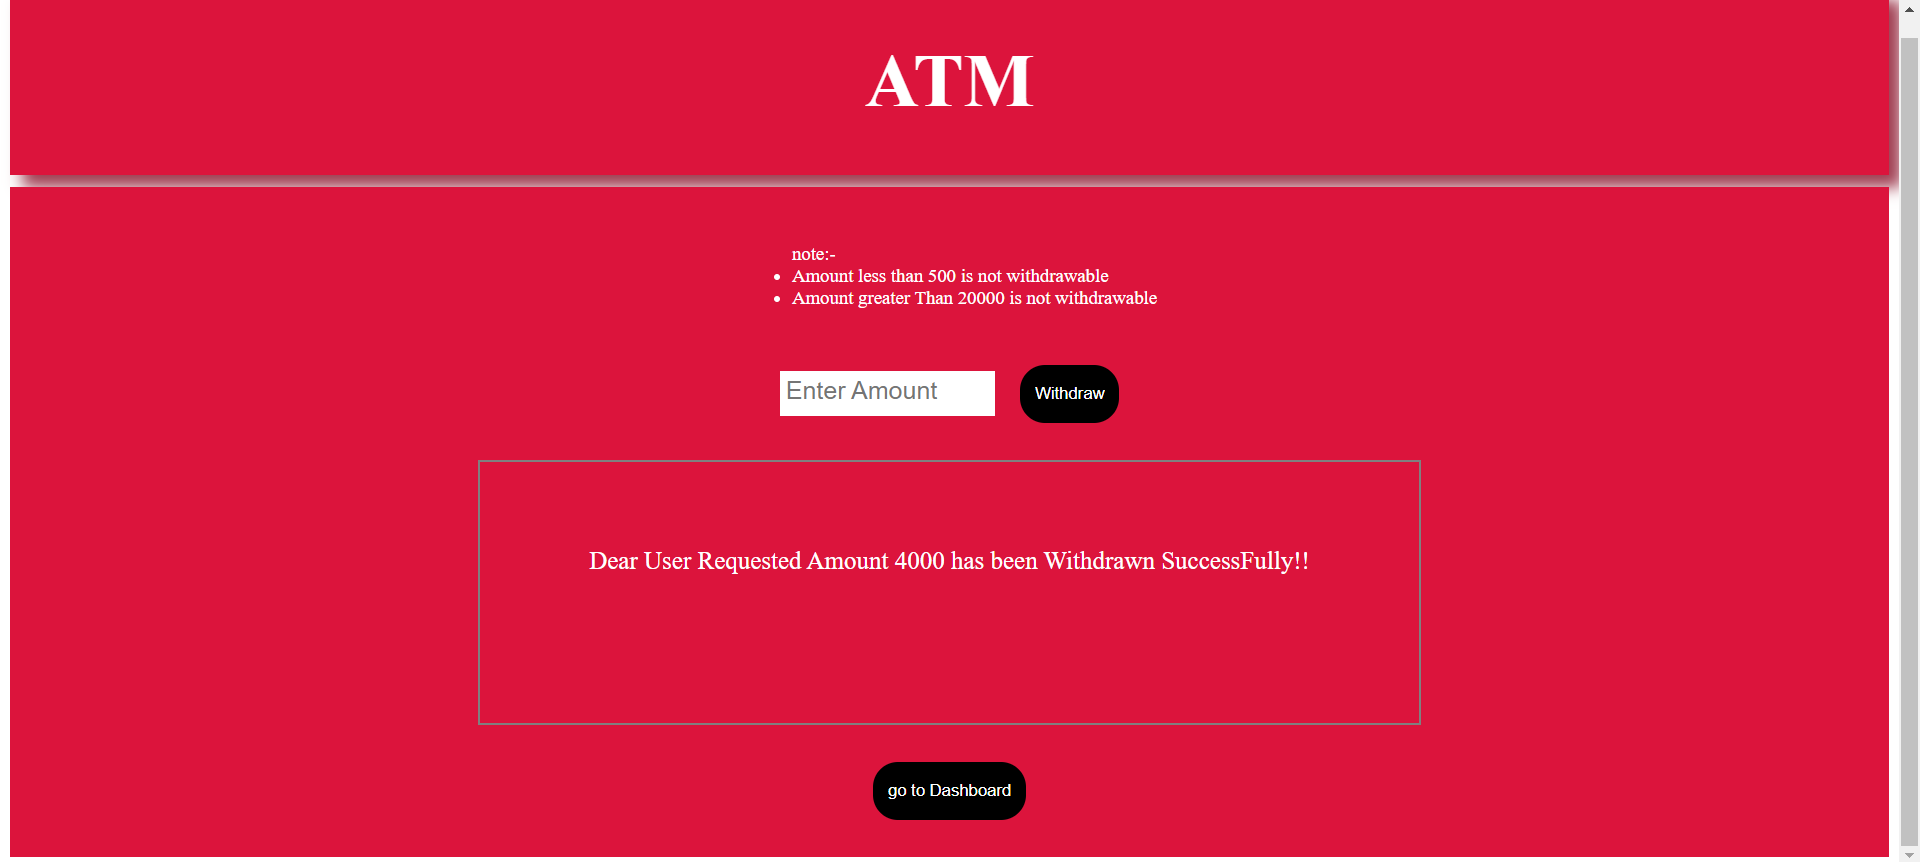 ATM
note:-
Amount less than 500 is not withdrawable
Amount greater Than 20000 is not withdrawable
Enter Amount
Withdraw
Dear User Requested Amount 4000 has been Withdrawn SuccessFully!!
go to Dashboard